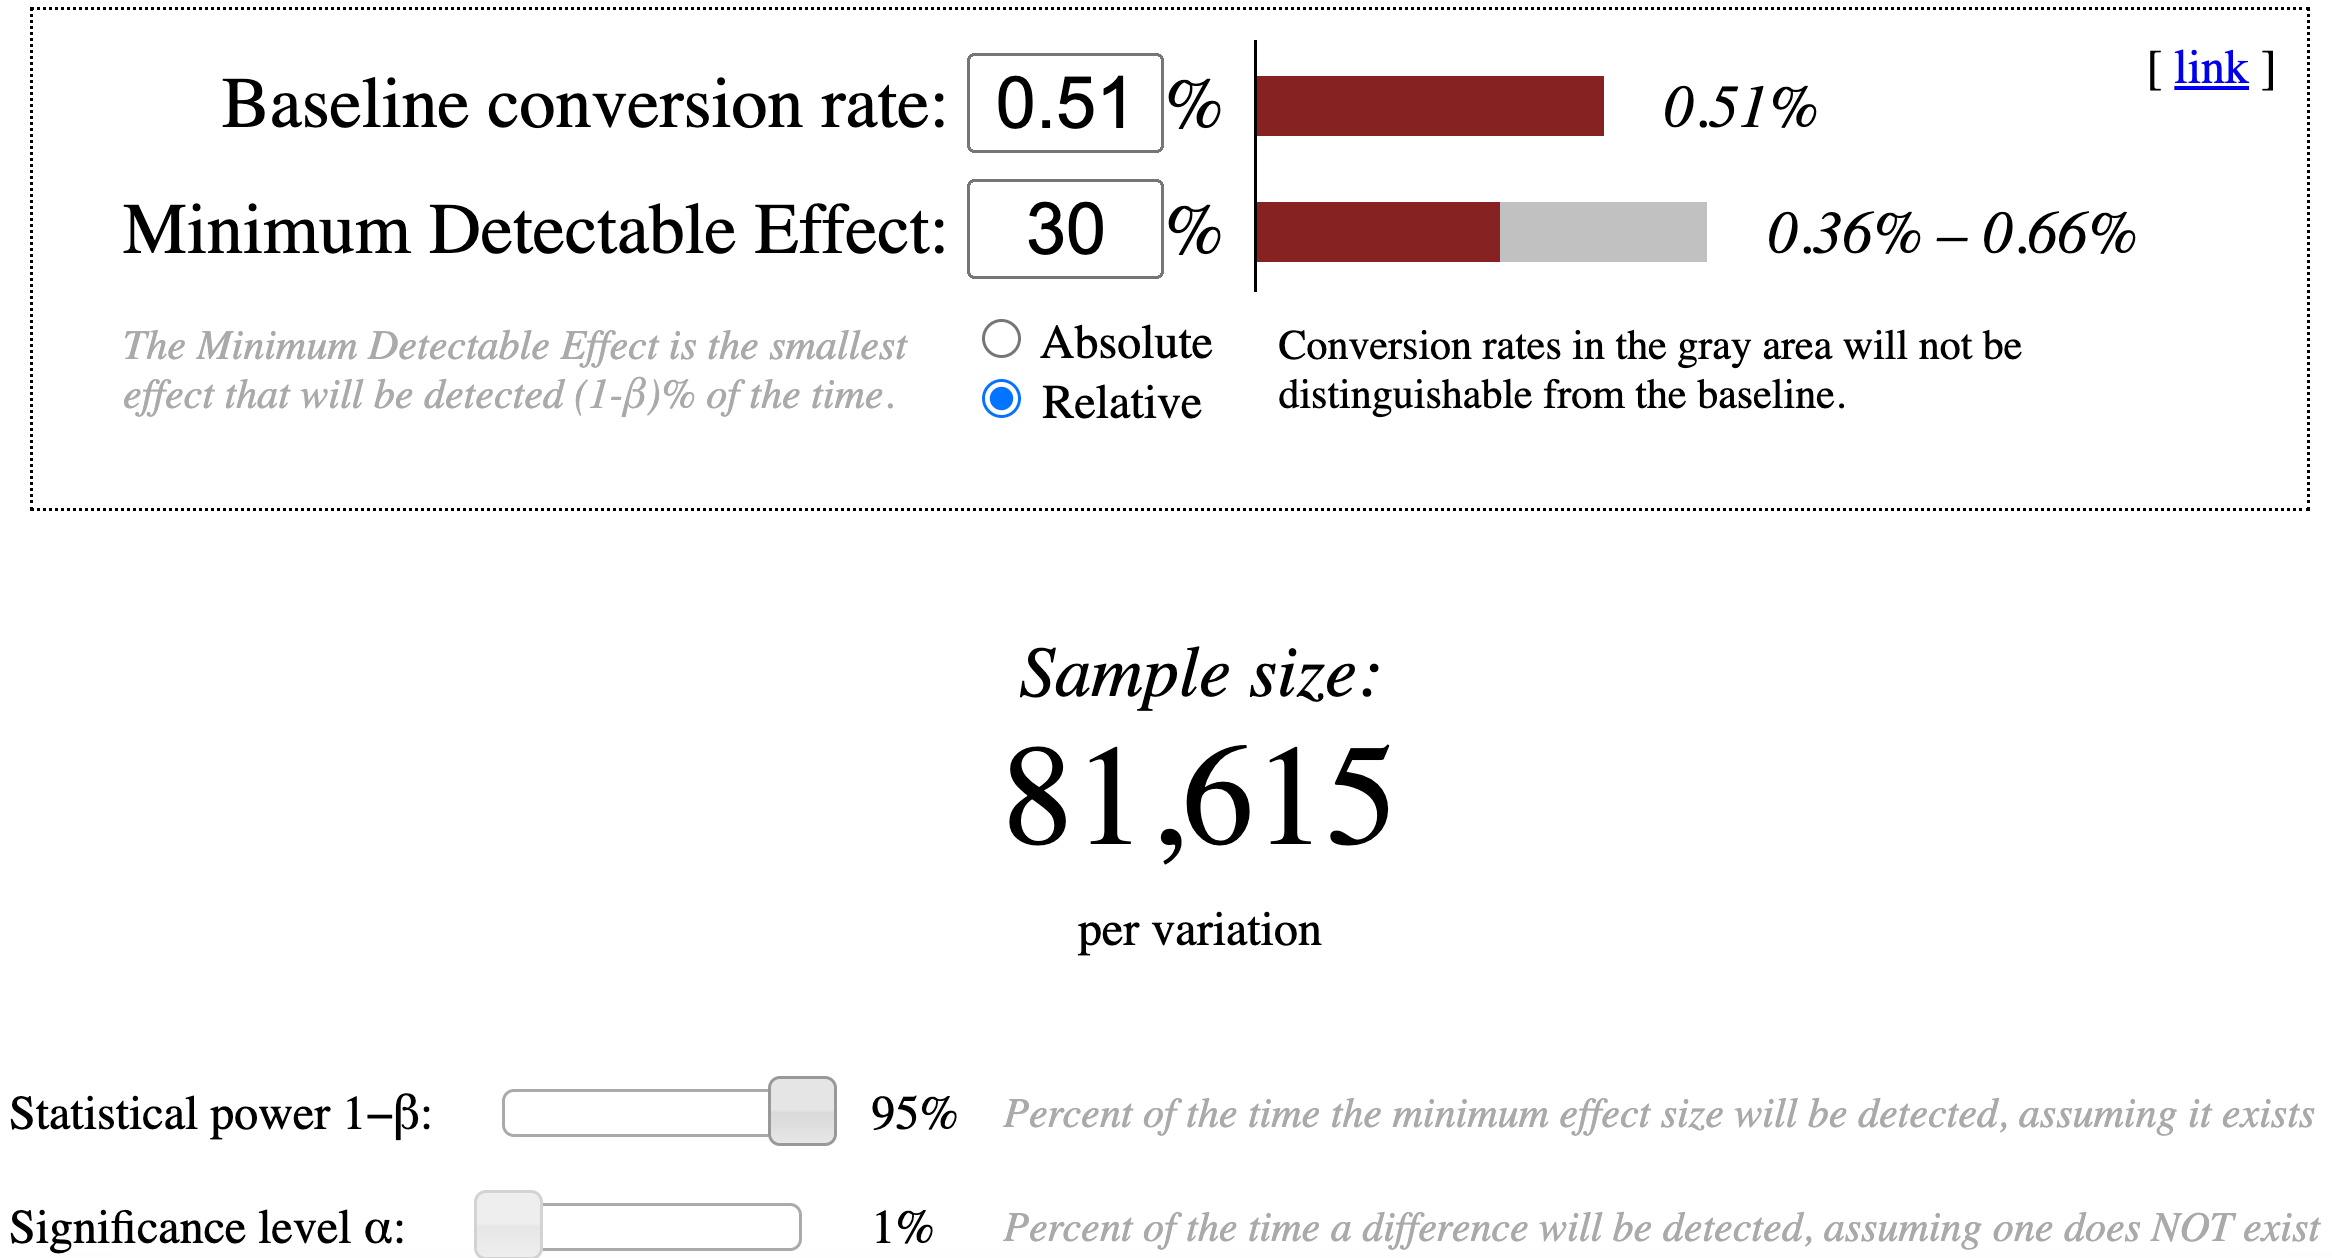 [ link ]
Baseline conversion rate: 0.51 % 0.51%
Minimum Detectable Effect: 30 % 0.36% – 0.66%
The Minimum Detectable Effect is the smallest
effect that will be detected (1-β)% of the time.
Absolute
Relative
Conversion rates in the gray area will not be
distinguishable from the baseline.
Sample size:
81,615
per variation
Statistical power 1−β: 95% Percent of the time the minimum effect size will be detected, assuming it exists
Significance level α: 1% Percent of the time a difference will be detected, assuming one does NOT exist